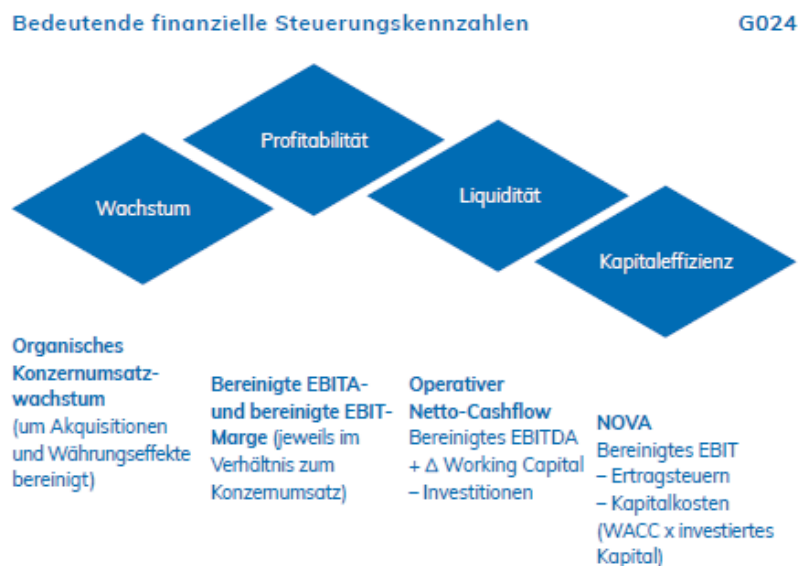 Bedeutende finanzielle Steuerungskennzahlen G024
Profitabilität
Wachstum
Liquidität
Kapitaleffizienz
Organisches
Konzernumsatz-
wachstum
(um Akquisitionen
und Währungseffekte
bereinigt)
Bereinigte EBITA-
und bereinigte EBIT-
Marge (jeweils im
Verhältnis zum
Konzernumsatz)
Operativer
Netto-Cashflow
Bereinigtes EBITDA
+ Δ Working Capital
– Investitionen
NOVA
Bereinigtes EBIT
– Ertragsteuern
– Kapitalkosten
(WACC x investiertes
Kapital)